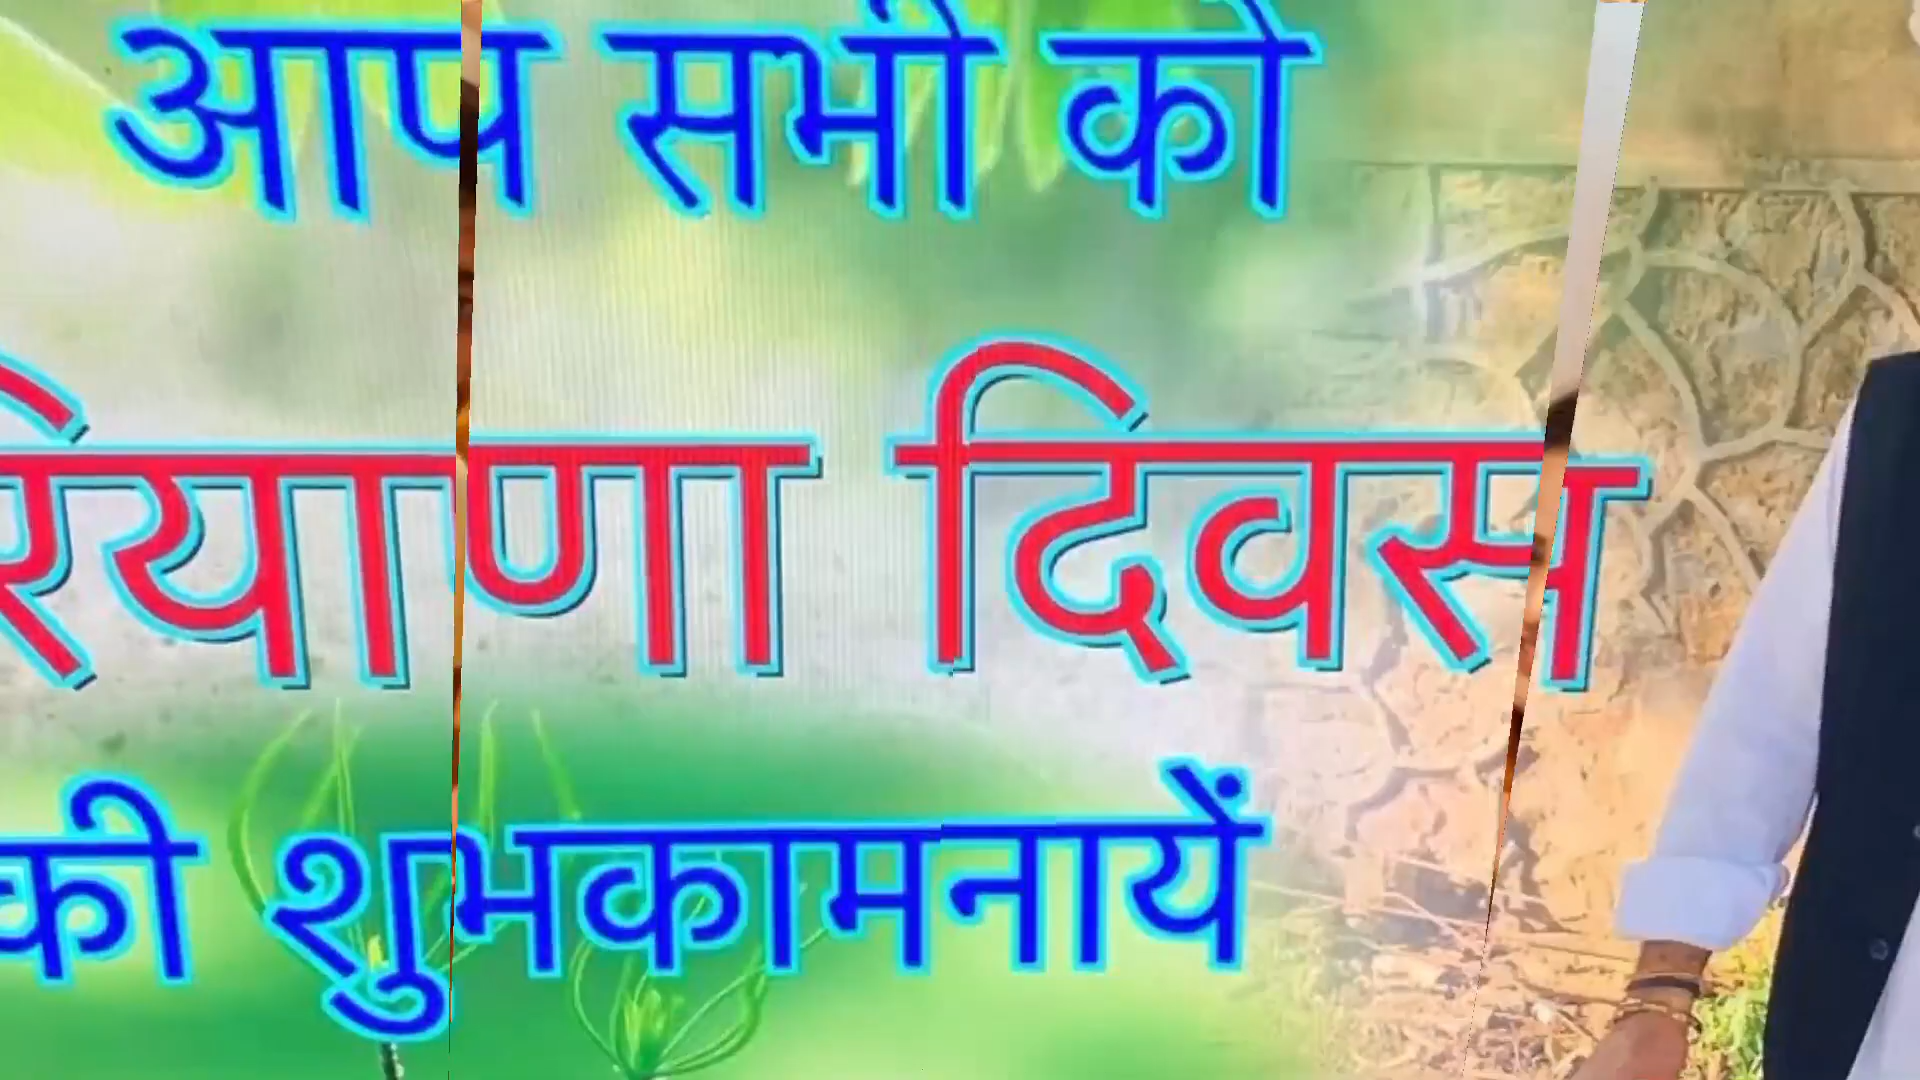 आप सभी को
रियाणा दिवस
की शुभकामनायें